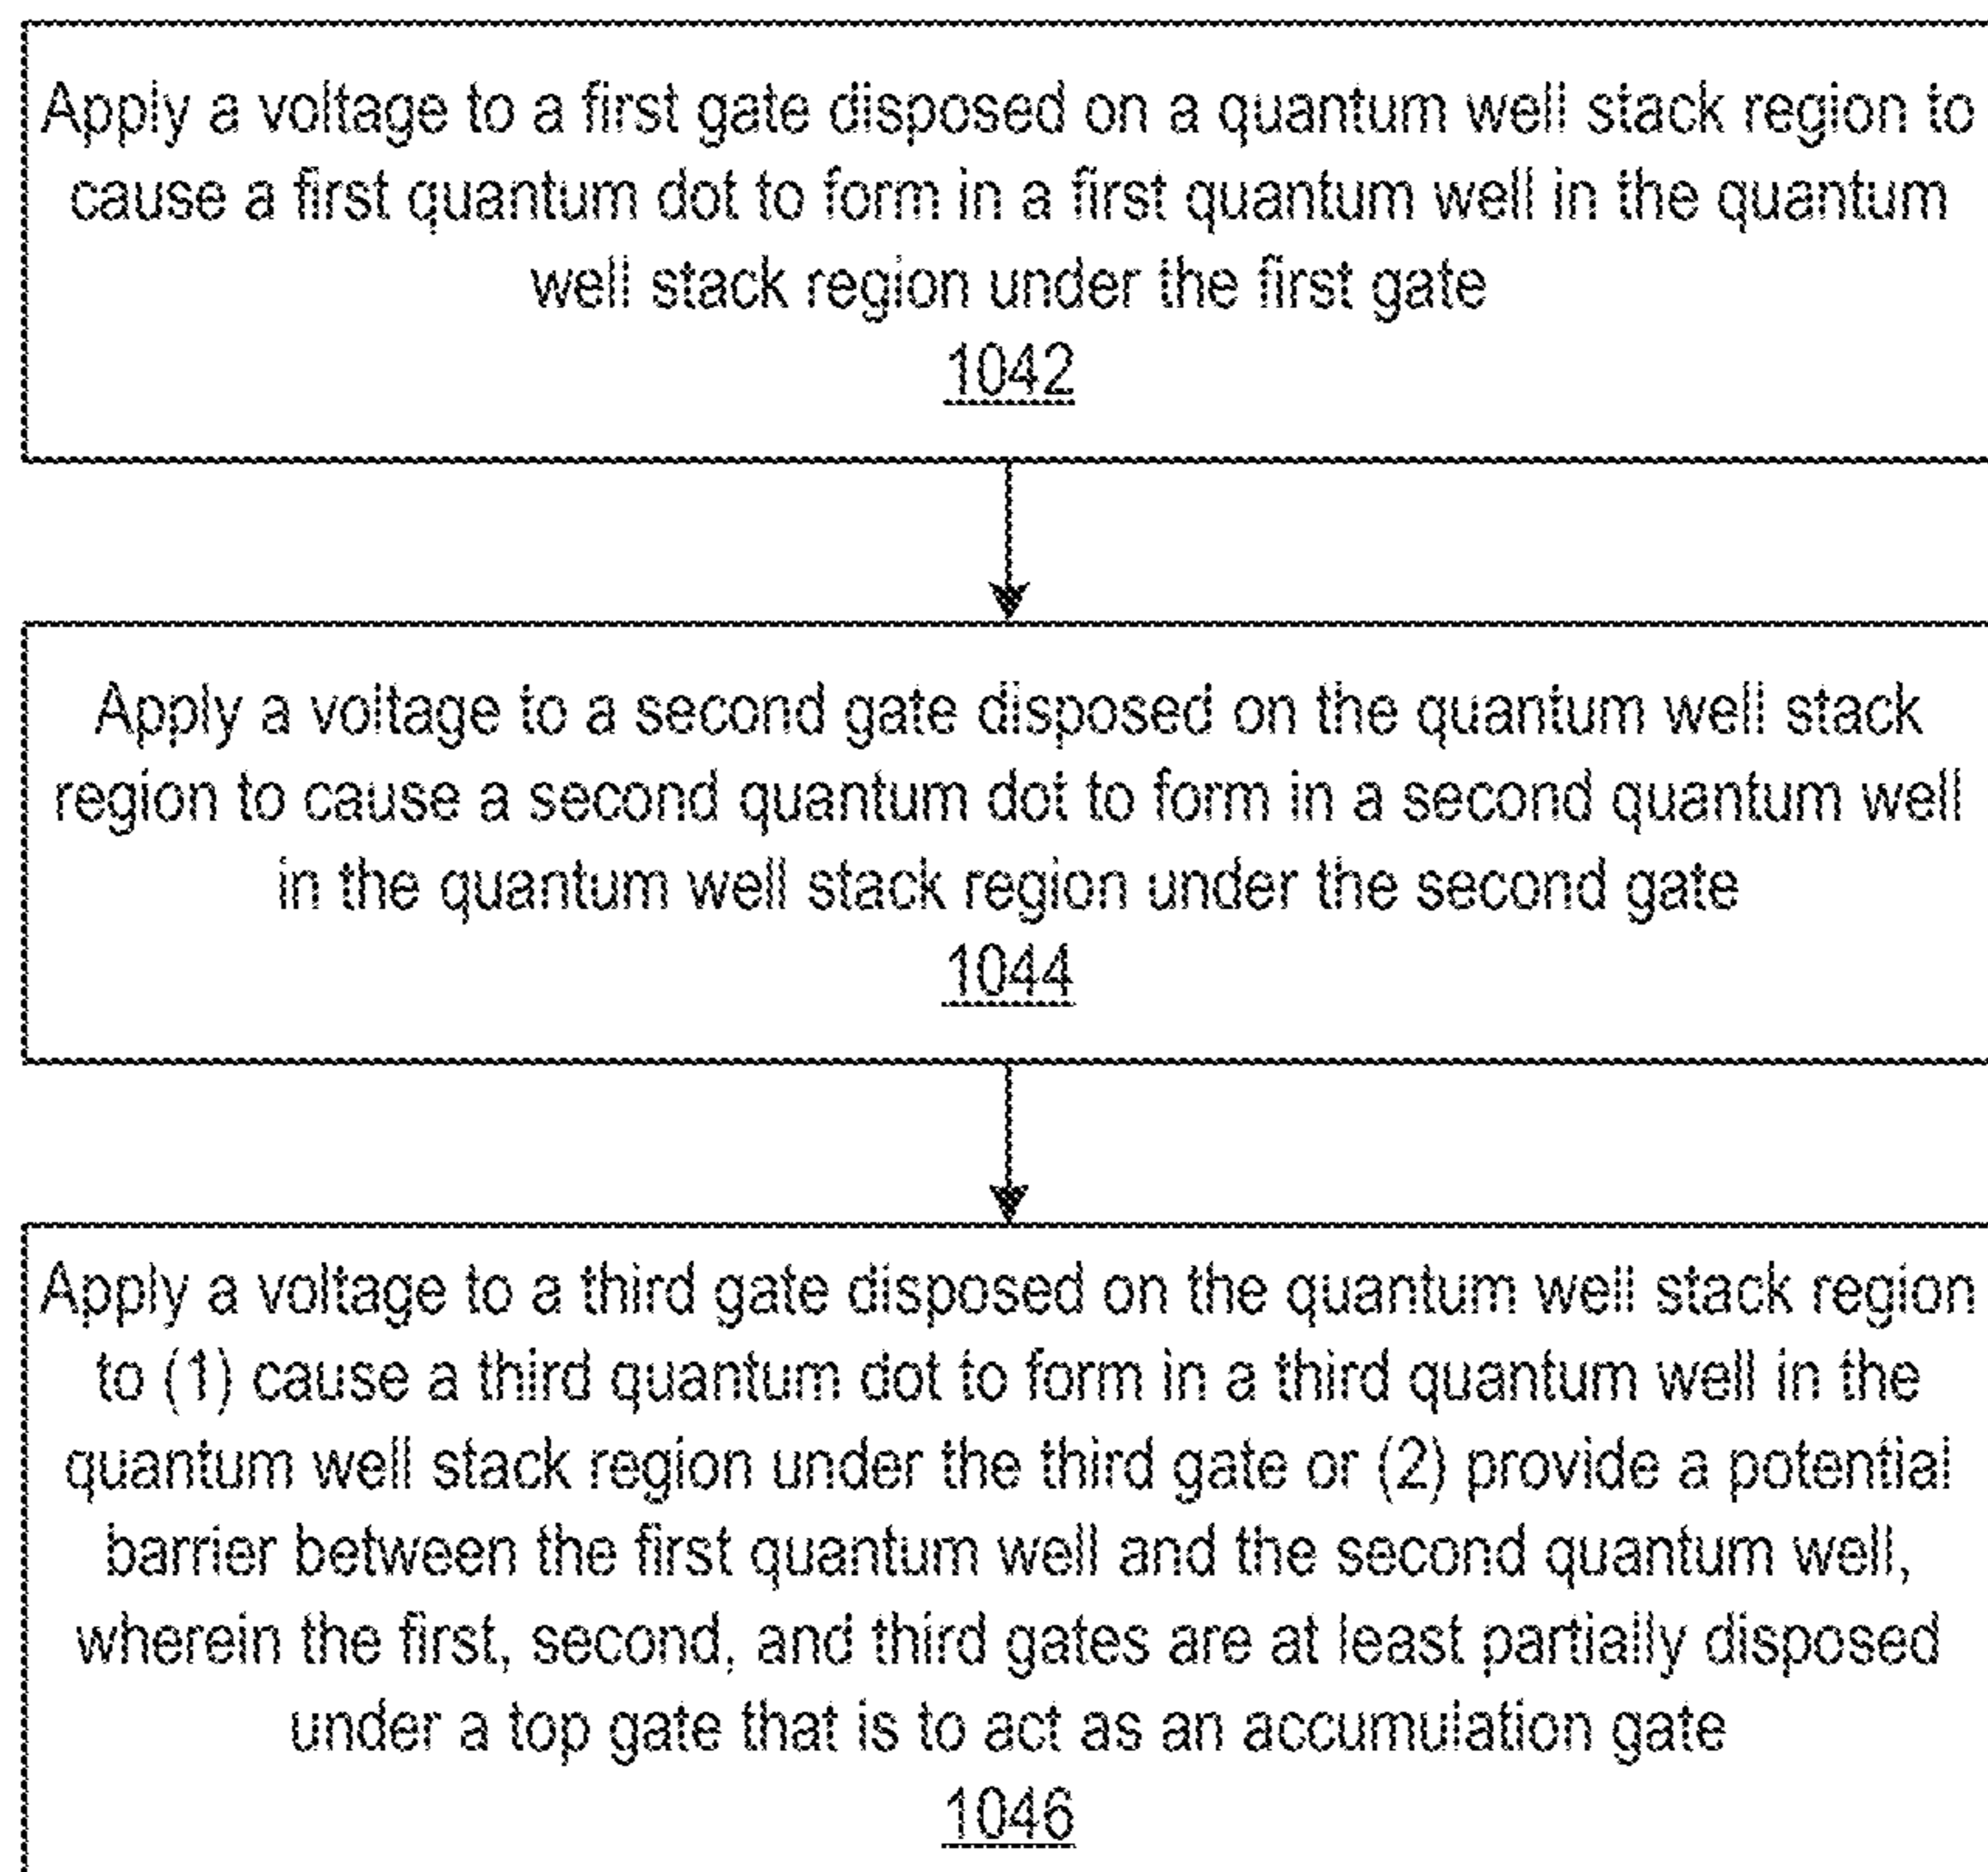 Apply a voltage to a first gate disposed on a quantum well stack region to
cause a first quantum dot to form in a first quantum well in the quantum
well stack region under the first gate
1042
Apply a voltage to a second gate disposed on the quantum well stack
region to cause a second quantum dot to form in a second quantum well
in the quantum well stack region under the second gate
1044
Apply a voltage to a third gate disposed on the quantum well stack region
to (1) cause a third quantum dot to form in a third quantum well in the
quantum well stack region under the third gate or (2) provide a potential
barrier between the first quantum well and the second quantum well,
wherein the first, second, and third gates are at least partially disposed
under a top gate that is to act as an accumulation gate
1046